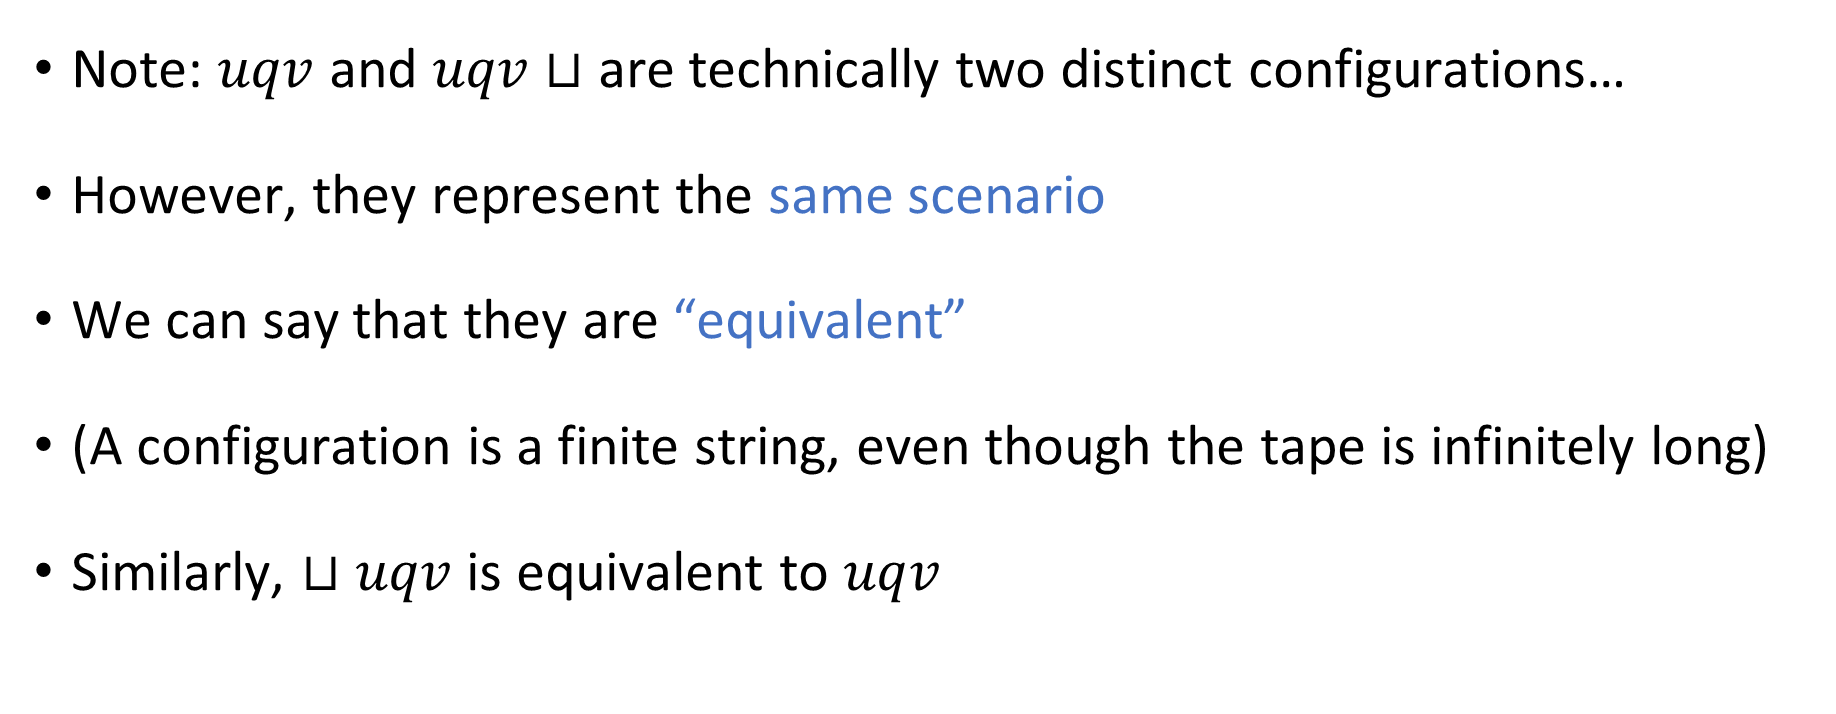 • Note: 𝑢𝑞𝑣 and 𝑢𝑞𝑣 ⊔ are technically two distinct configurations…
• However, they represent the same scenario
• We can say that they are “equivalent”
• (A configuration is a finite string, even though the tape is infinitely long)
• Similarly, ⊔ 𝑢𝑞𝑣 is equivalent to 𝑢𝑞𝑣